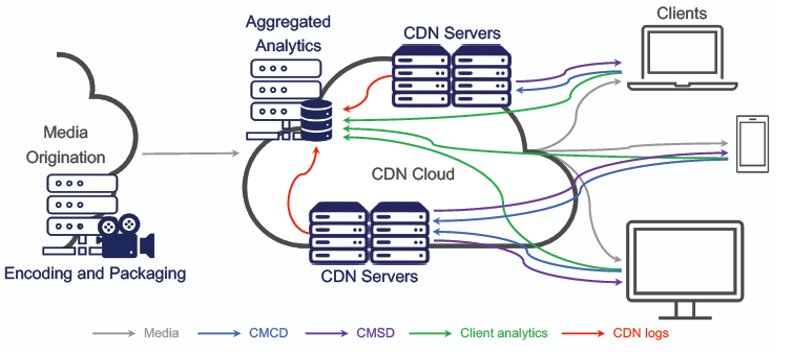 Aggregated
Analytics
CDN Servers
Clients
Media
Origination
CDN Cloud
Encoding and Packaging
CDN Servers
Media
CMCD
CMSD
Client analytics
CDN logs